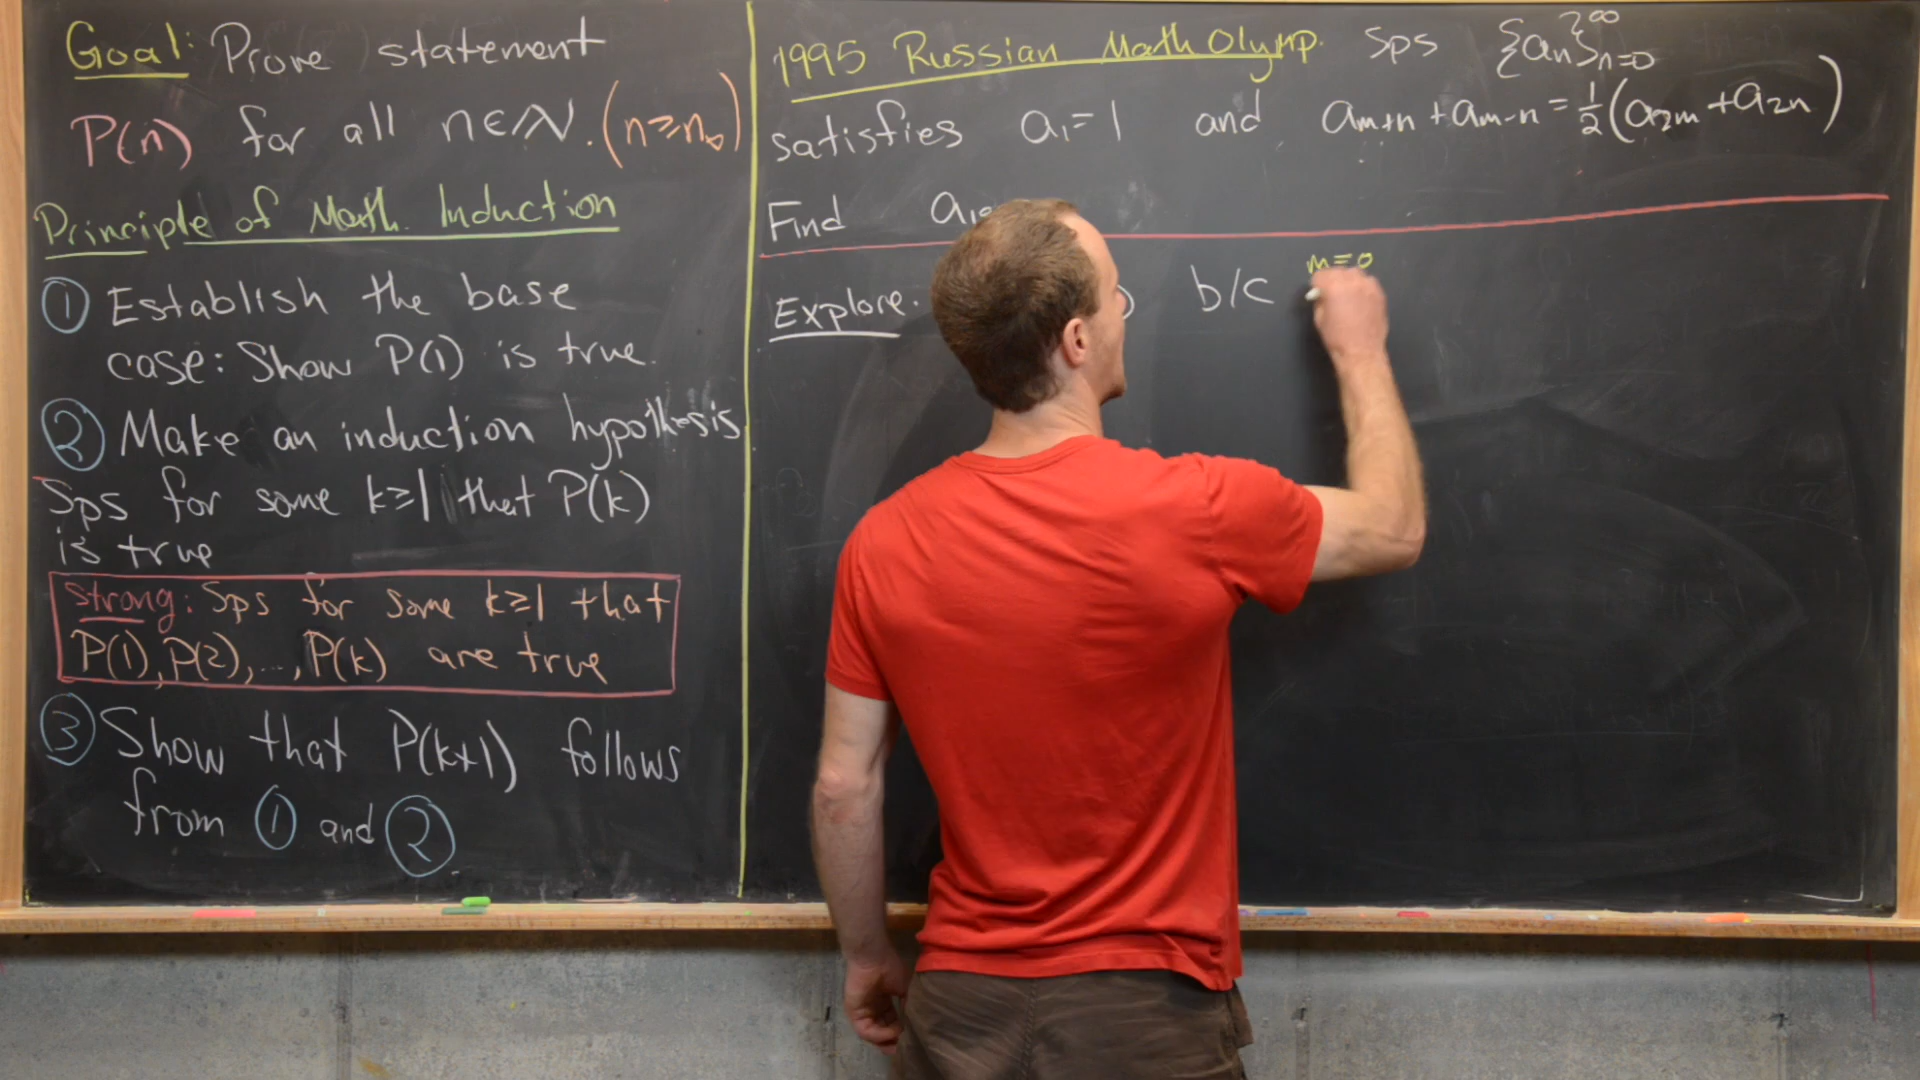 Goal: Prove statement
P(n) for all n∈ℕ. (n≥n₀)
Principle of Math. Induction
① Establish the base
case: Show P(1) is true.
② Make an induction hypothesis.
Sps for some k≥1 that P(k)
is true
Strong: Sps for some k≥1 that
P(1), P(2), ..., P(k) are true
③ Show that P(k+1) follows
from ① and ②
1995 Russian Math Olymp. Sps {aₙ}∞ₙ₌₀
satisfies a₁=1 and aₘ₊ₙ + aₘ₋ₙ = ½(a₂ₘ + a₂ₙ)
Find
Explore. b/c m=0